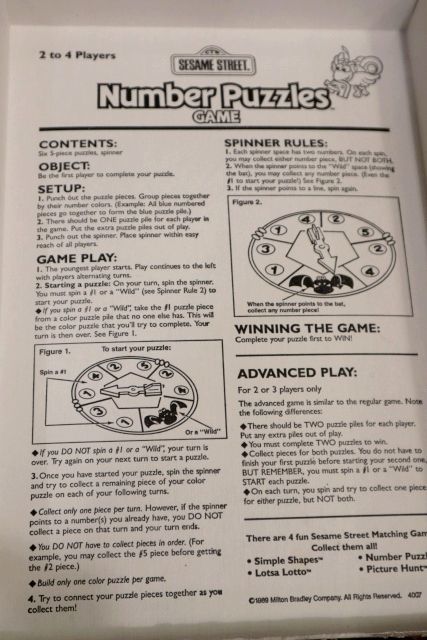 2 to 4 Players
CTW
SESAME STREET.
Number Puzzles™
GAME
CONTENTS:
Six 5-piece puzzles, spinner
OBJECT:
Be the first player to complete your puzzle.
SETUP:
1. Punch out the puzzle pieces. Group pieces together
by their number colors. (Example: All blue numbered
pieces go together to form the blue puzzle pile.)
2. There should be ONE puzzle pile for each player in
the game. Put the extra puzzle piles out of play.
3. Punch out the spinner. Place spinner within easy
reach of all players.
GAME PLAY:
1. The youngest player starts. Play continues to the left
with players alternating turns.
2. Starting a puzzle: On your turn, spin the spinner.
You must spin a #1 or a "Wild" (see Spinner Rule 2) to
start your puzzle.
◆ If you spin a #1 or a "Wild", take the #1 puzzle piece
from a color puzzle pile that no one else has. This will
be the color puzzle that you'll try to complete. Your
turn is then over. See Figure 1.
Figure 1. To start your puzzle:
Spin a #1
Or a "Wild"
◆ If you DO NOT spin a #1 or a "Wild", your turn is
over. Try again on your next turn to start a puzzle.
3. Once you have started your puzzle, spin the spinner
and try to collect a remaining piece of your color
puzzle on each of your following turns.
◆ Collect only one piece per turn. However, if the spinner
points to a number(s) you already have, you DO NOT
collect a piece on that turn and your turn ends.
◆ You DO NOT have to collect pieces in order. (For
example, you may collect the #5 piece before getting
the #2 piece.)
◆ Build only one color puzzle per game.
4. Try to connect your puzzle pieces together as you
collect them!
SPINNER RULES:
1. Each spinner space has two numbers. On each spin,
you may collect either number piece, BUT NOT BOTH.
2. When the spinner points to the "Wild" space (showing
the bat), you may collect any number piece. (Even the
#1 to start your puzzle!) See Figure 2.
3. If the spinner points to a line, spin again.
Figure 2.
4 2
1 5
3 2
5 1
4
When the spinner points to the bat,
collect any number piece!
WINNING THE GAME:
Complete your puzzle first to WIN!
ADVANCED PLAY:
For 2 or 3 players only
The advanced game is similar to the regular game. Note
the following differences:
◆ There should be TWO puzzle piles for each player.
Put any extra piles out of play.
◆ You must complete TWO puzzles to win.
◆ Collect pieces for both puzzles. You do not have to
finish your first puzzle before starting your second one,
BUT REMEMBER, you must spin a #1 or a "Wild" to
START each puzzle.
◆ On each turn, you spin and try to collect one piece
for either puzzle, but NOT both.
There are 4 fun Sesame Street Matching Gam
Collect them all!
• Simple Shapes™ • Number Puzzl
• Lotsa Lotto™ • Picture Hunt™
©1989 Milton Bradley Company. All Rights Reserved. 4007